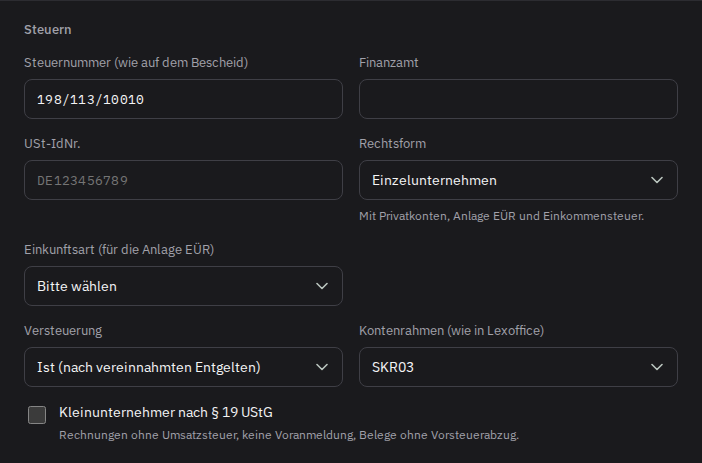 Steuern
Steuernummer (wie auf dem Bescheid)
Finanzamt
198/113/10010
USt-IdNr.
Rechtsform
DE123456789
Einzelunternehmen
Mit Privatkonten, Anlage EÜR und Einkommensteuer.
Einkunftsart (für die Anlage EÜR)
Bitte wählen
Versteuerung
Kontenrahmen (wie in Lexoffice)
Ist (nach vereinnahmten Entgelten)
SKR03
Kleinunternehmer nach § 19 UStG
Rechnungen ohne Umsatzsteuer, keine Voranmeldung, Belege ohne Vorsteuerabzug.